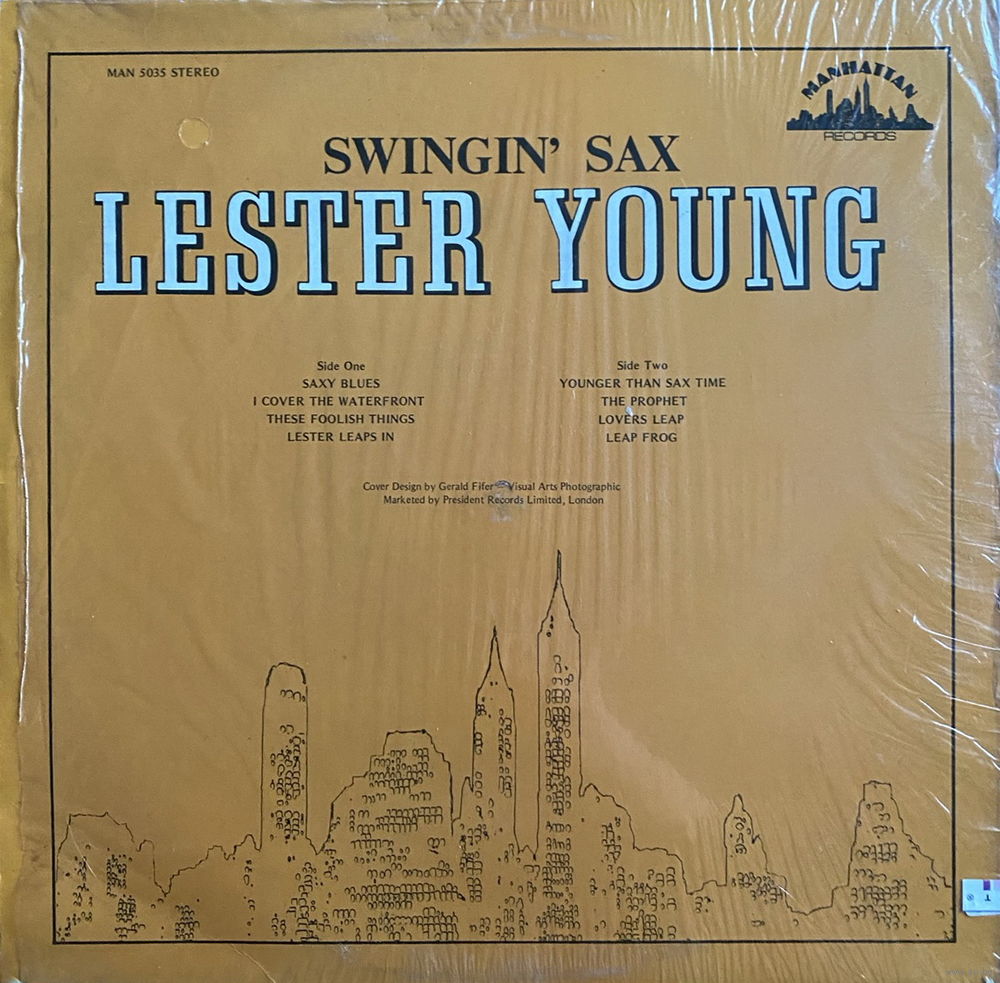 MAN 5035 STEREO
MANHATTAN
RECORDS
SWINGIN' SAX
LESTER YOUNG
Side One
SAXY BLUES
I COVER THE WATERFRONT
THESE FOOLISH THINGS
LESTER LEAPS IN
Side Two
YOUNGER THAN SAX TIME
THE PROPHET
LOVERS LEAP
LEAP FROG
Cover Design by Gerald Fifer Visual Arts Photographic
Marketed by President Records Limited, London
T